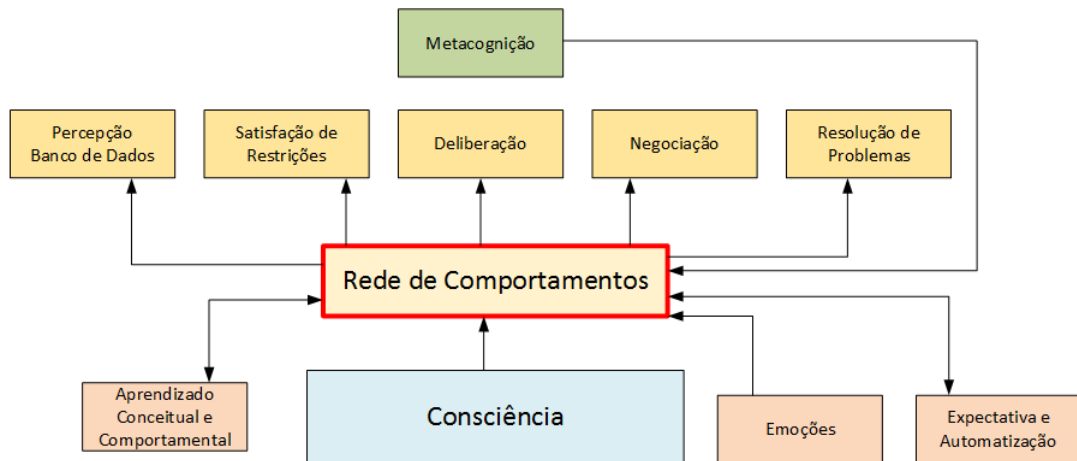 Metacognição
Percepção
Banco de Dados
Satisfação de
Restrições
Deliberação
Negociação
Resolução de
Problemas
Rede de Comportamentos
Aprendizado
Conceitual e
Comportamental
Consciência
Emoções
Expectativa e
Automatização